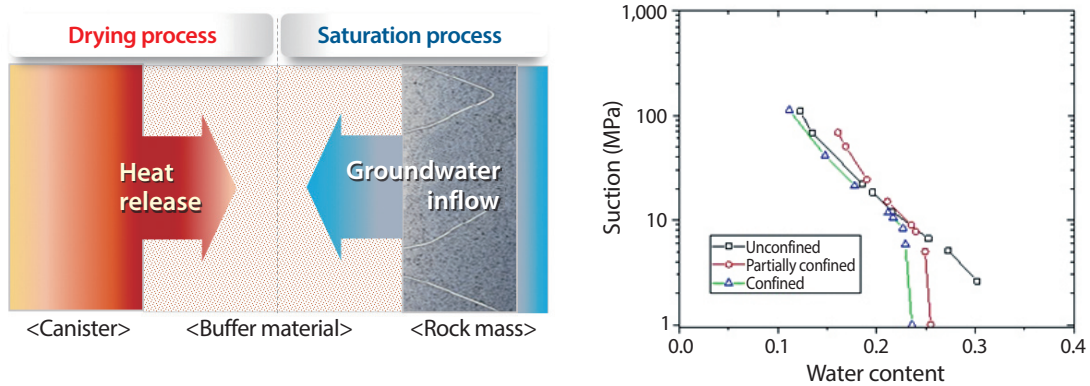 Drying process
Saturation process
Heat
release
Groundwater
inflow
<Canister>
<Buffer material>
<Rock mass>
Suction (MPa)
1,000
100
10
1
Unconfined
Partially confined
Confined
0.0
0.1
0.2
0.3
0.4
Water content